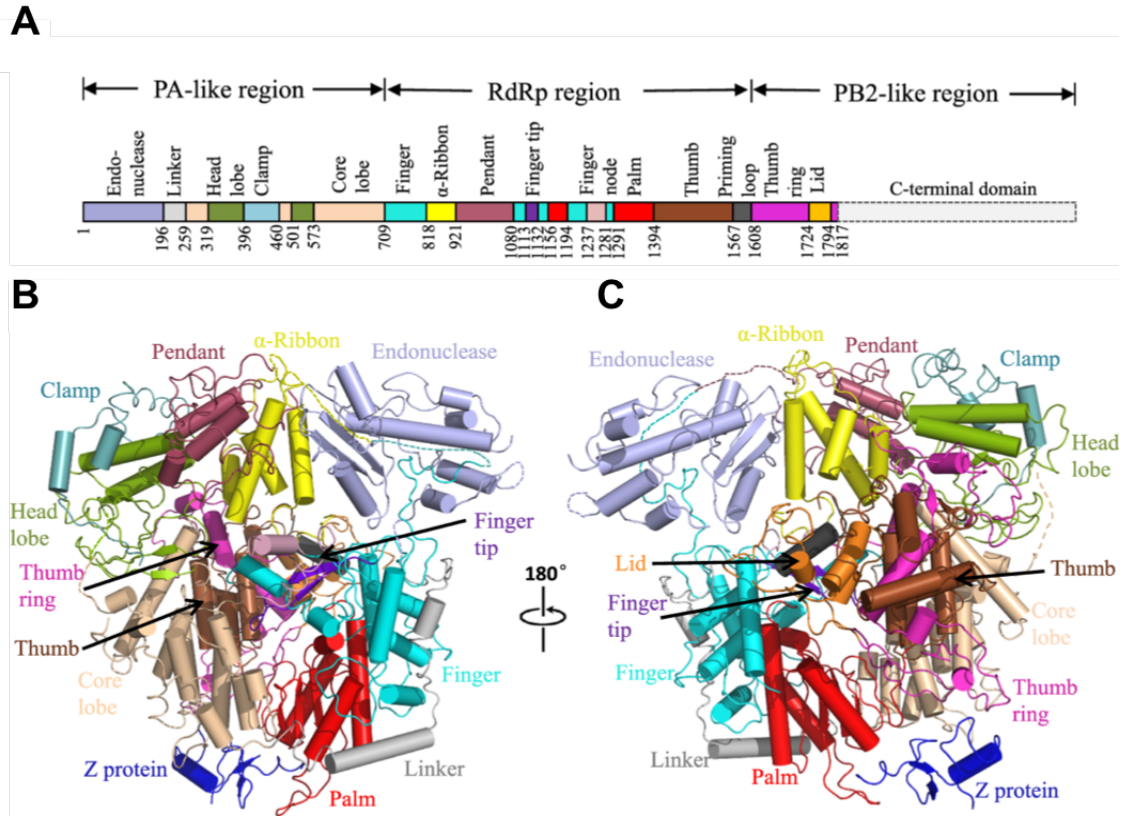 A
PA-like region
RdRp region
PB2-like region
Endo-
nuclease
Linker
Head
lobe
Clamp
Core
lobe
Finger
α-Ribbon
Pendant
Finger tip
Finger
node
Palm
Thumb
Priming
loop
Thumb
ring
Lid
C-terminal domain
1
196
259
319
396
460
501
573
709
818
921
1080
1113
1132
1156
1194
1237
1281
1291
1394
1567
1608
1724
1794
1817
B
α-Ribbon
Pendant
Endonuclease
Clamp
Head
lobe
Finger
tip
Thumb
ring
Thumb
Core
lobe
Finger
Z protein
Linker
Palm
180°
C
α-Ribbon
Pendant
Endonuclease
Clamp
Head
lobe
Lid
Thumb
Finger
tip
Core
lobe
Finger
Thumb
ring
Linker
Palm
Z protein